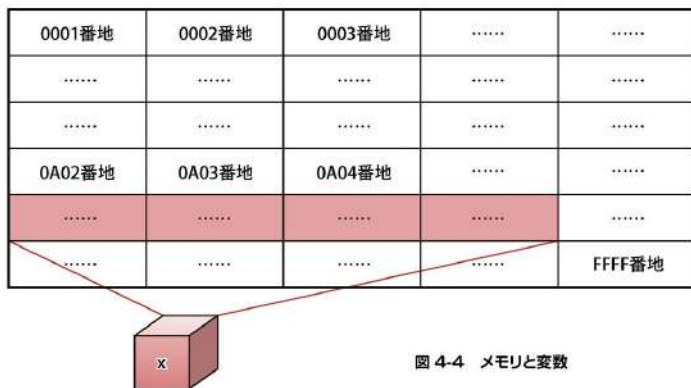 0001番地 0002番地 0003番地 …… ……
…… …… …… …… ……
…… …… …… …… ……
0A02番地 0A03番地 0A04番地 …… ……
…… …… …… …… ……
…… …… …… …… FFFF番地
x
図 4-4 メモリと変数